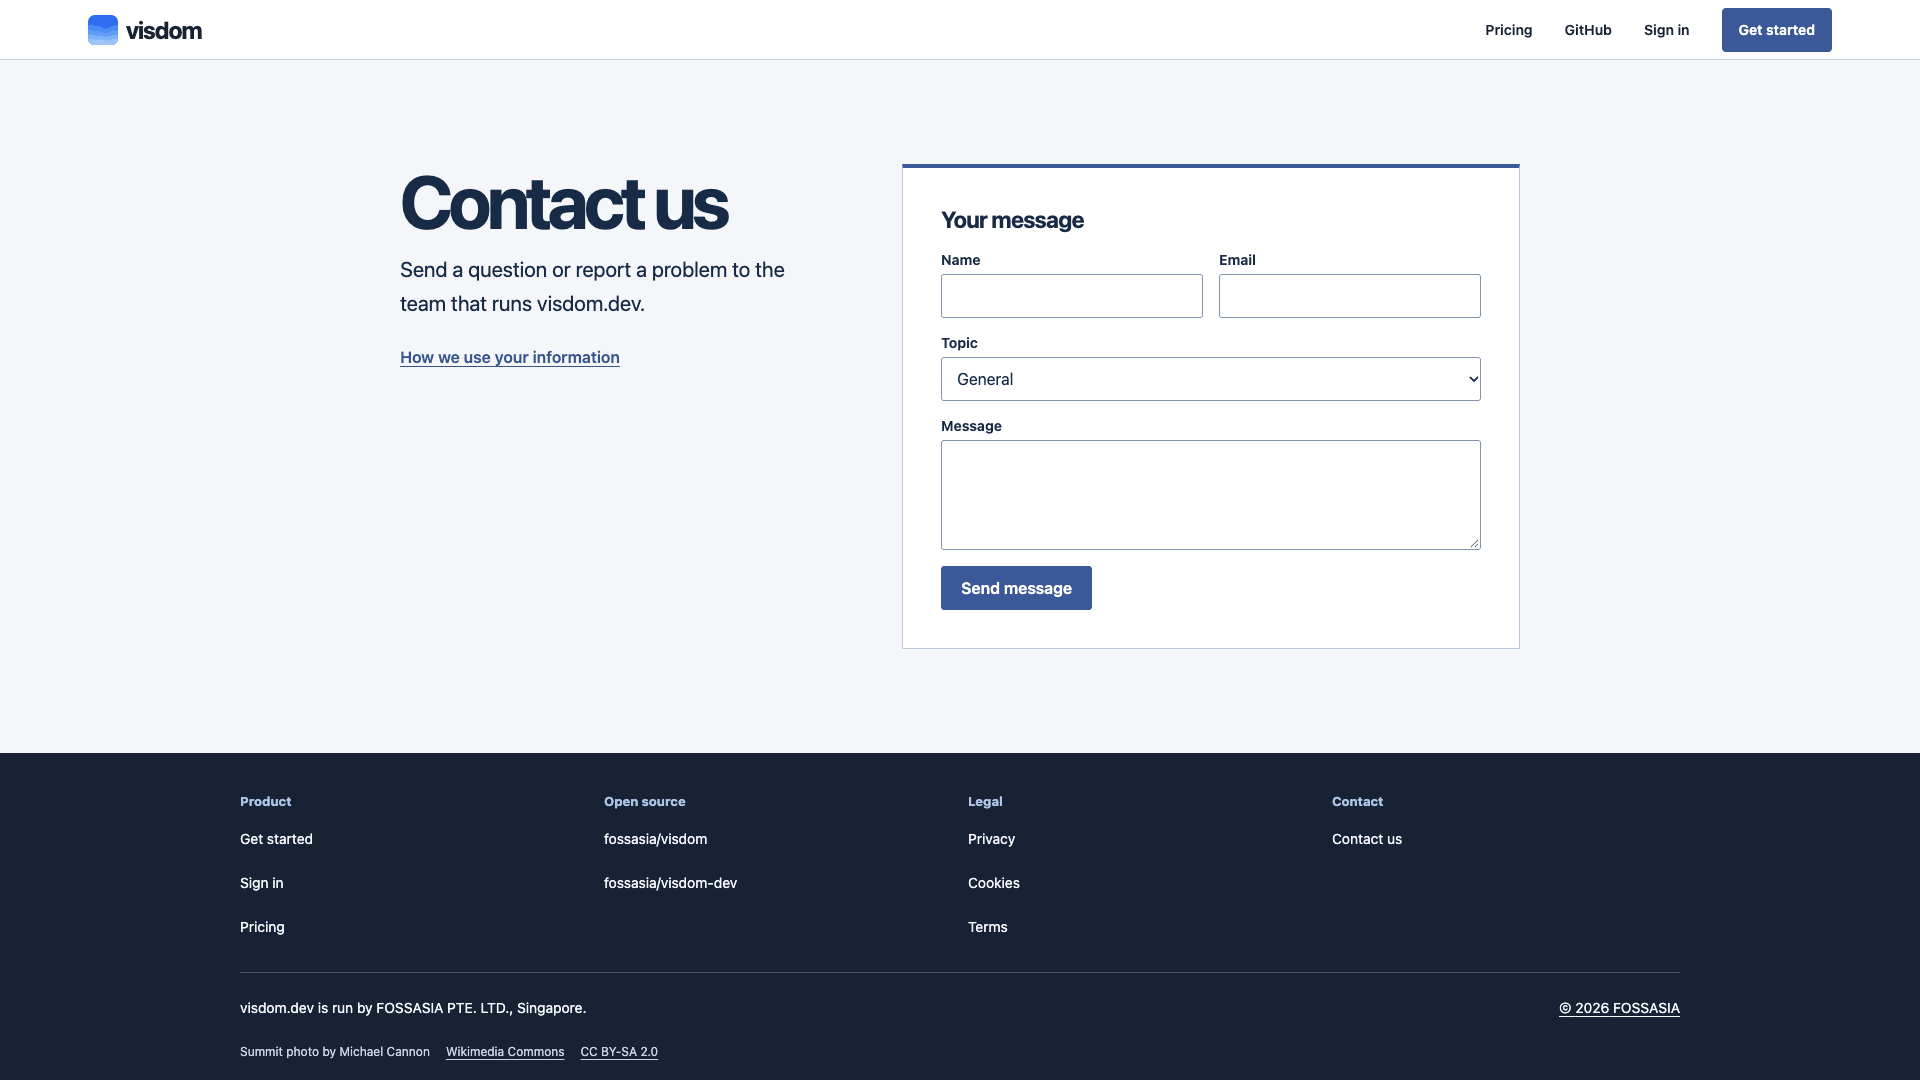 visdom
Pricing
GitHub
Sign in
Get started
Contact us
Send a question or report a problem to the
team that runs visdom.dev.
How we use your information
Your message
Name
Email
Topic
General
Message
Send message
Product
Get started
Sign in
Pricing
Open source
fossasia/visdom
fossasia/visdom-dev
Legal
Privacy
Cookies
Terms
Contact
Contact us
visdom.dev is run by FOSSASIA PTE. LTD., Singapore.
© 2026 FOSSASIA
Summit photo by Michael Cannon
Wikimedia Commons
CC BY-SA 2.0